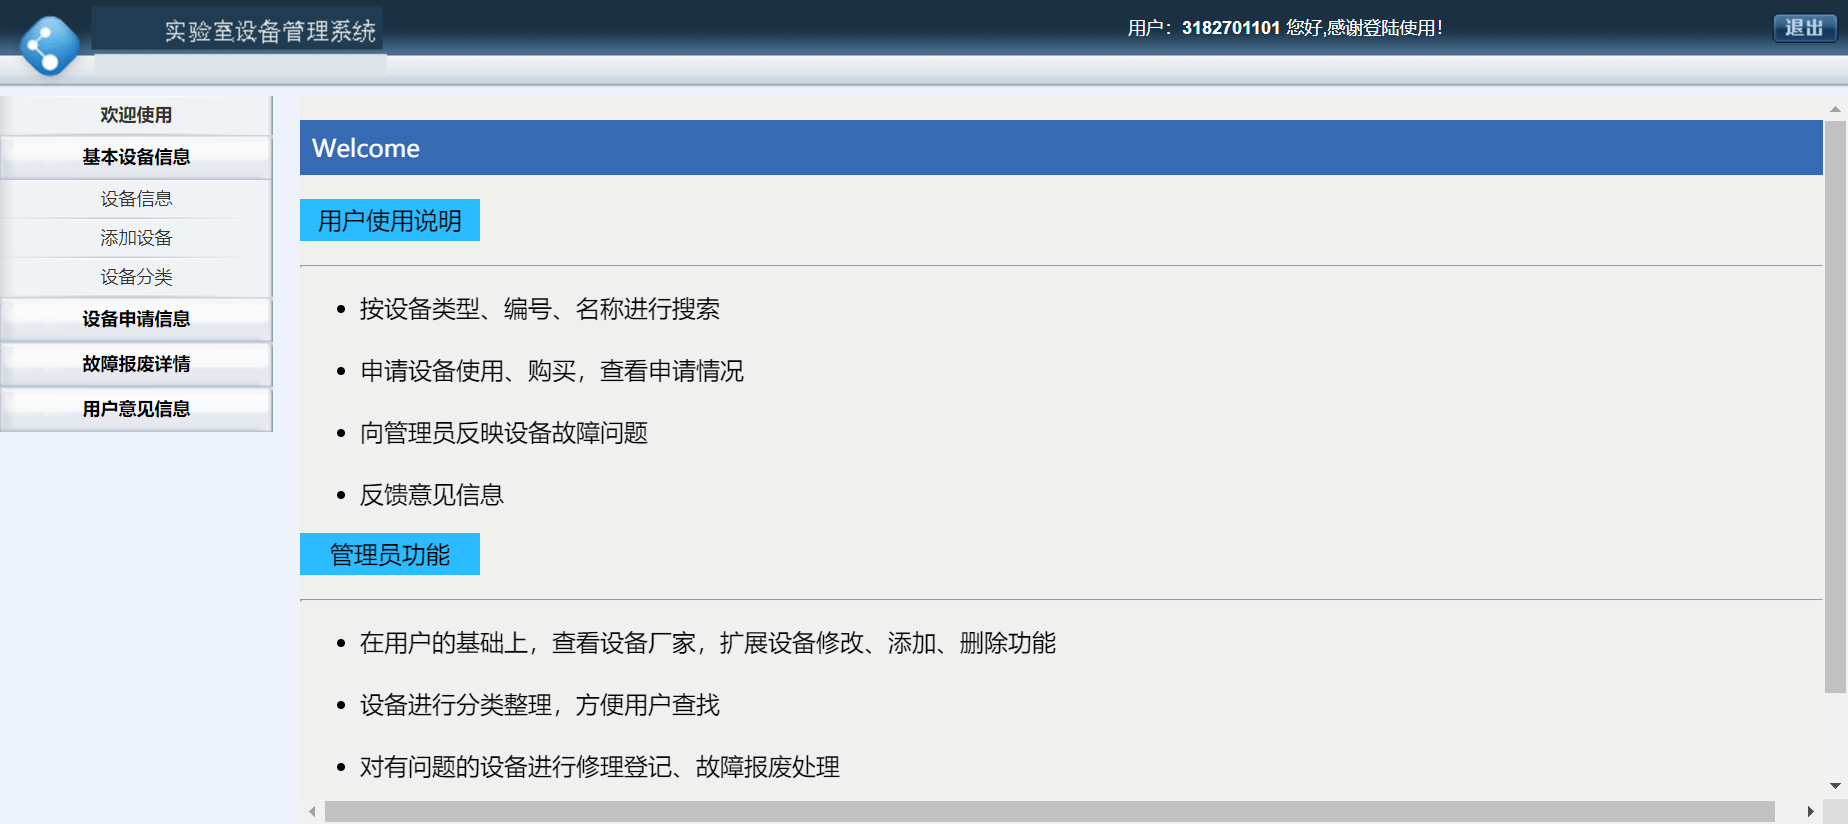 实验室设备管理系统
用户：3182701101 您好,感谢登陆使用!
退出
欢迎使用
基本设备信息
设备信息
添加设备
设备分类
设备申请信息
故障报废详情
用户意见信息
Welcome
用户使用说明
按设备类型、编号、名称进行搜索
申请设备使用、购买，查看申请情况
向管理员反映设备故障问题
反馈意见信息
管理员功能
在用户的基础上，查看设备厂家，扩展设备修改、添加、删除功能
设备进行分类整理，方便用户查找
对有问题的设备进行修理登记、故障报废处理